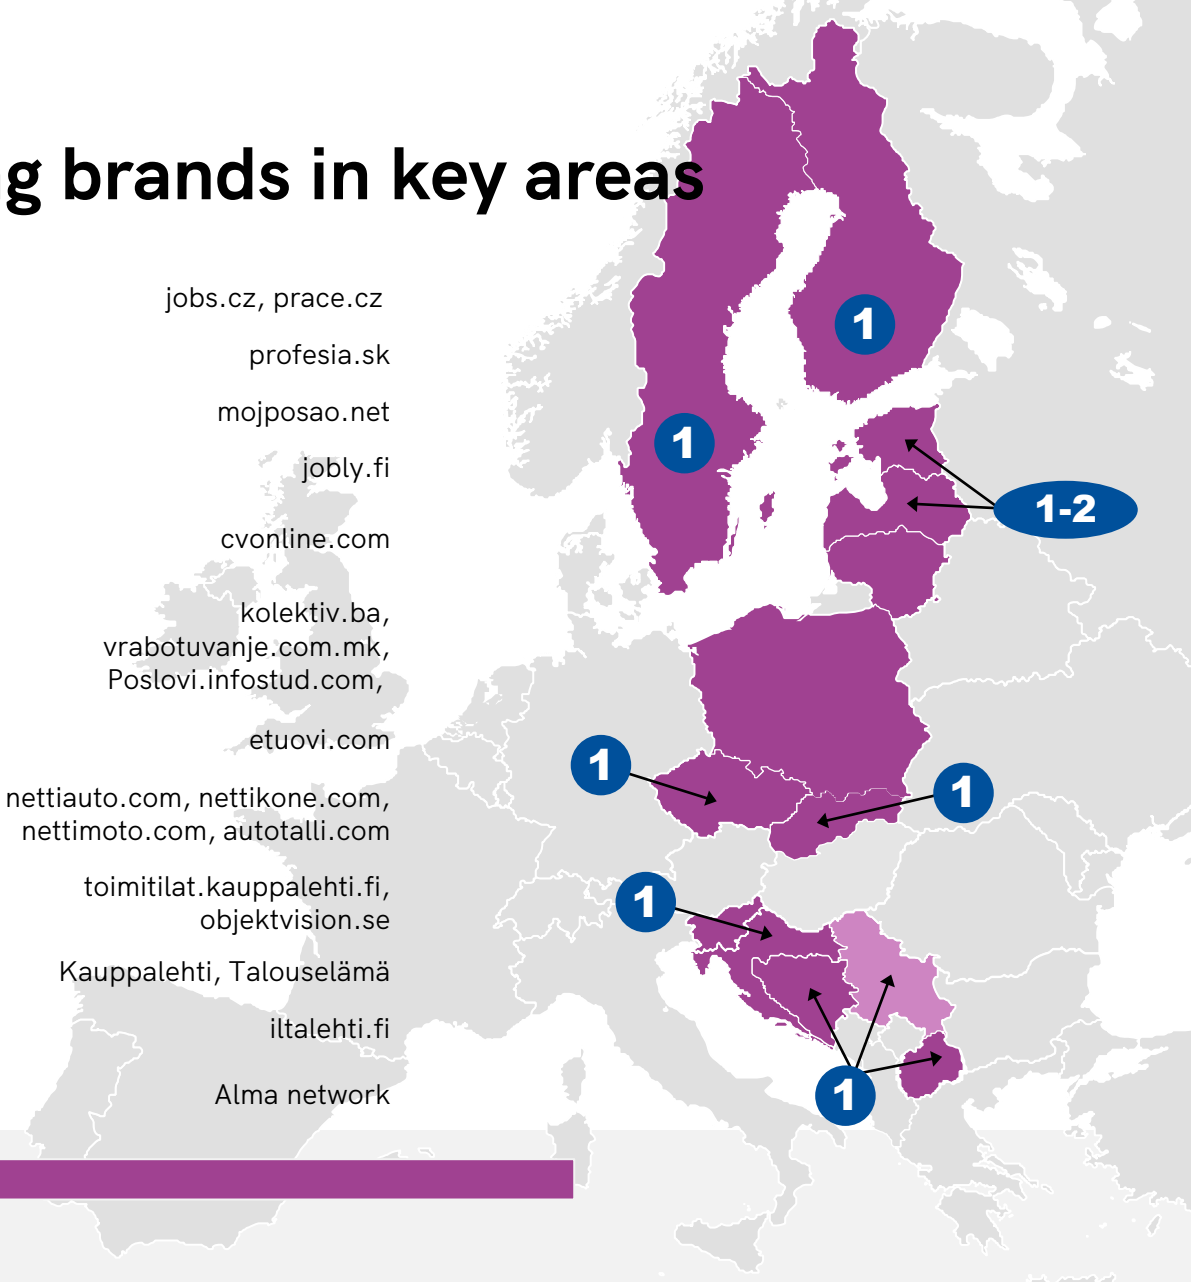 g brands in key areas
jobs.cz, prace.cz
profesia.sk
mojposao.net
jobly.fi
cvonline.com
kolektiv.ba,
vrabotuvanje.com.mk,
Poslovi.infostud.com,
etuovi.com
nettiauto.com, nettikone.com,
nettimoto.com, autotalli.com
toimitilat.kauppalehti.fi,
objektvision.se
Kauppalehti, Talouselämä
iltalehti.fi
Alma network
1
1
1-2
1
1
1
1